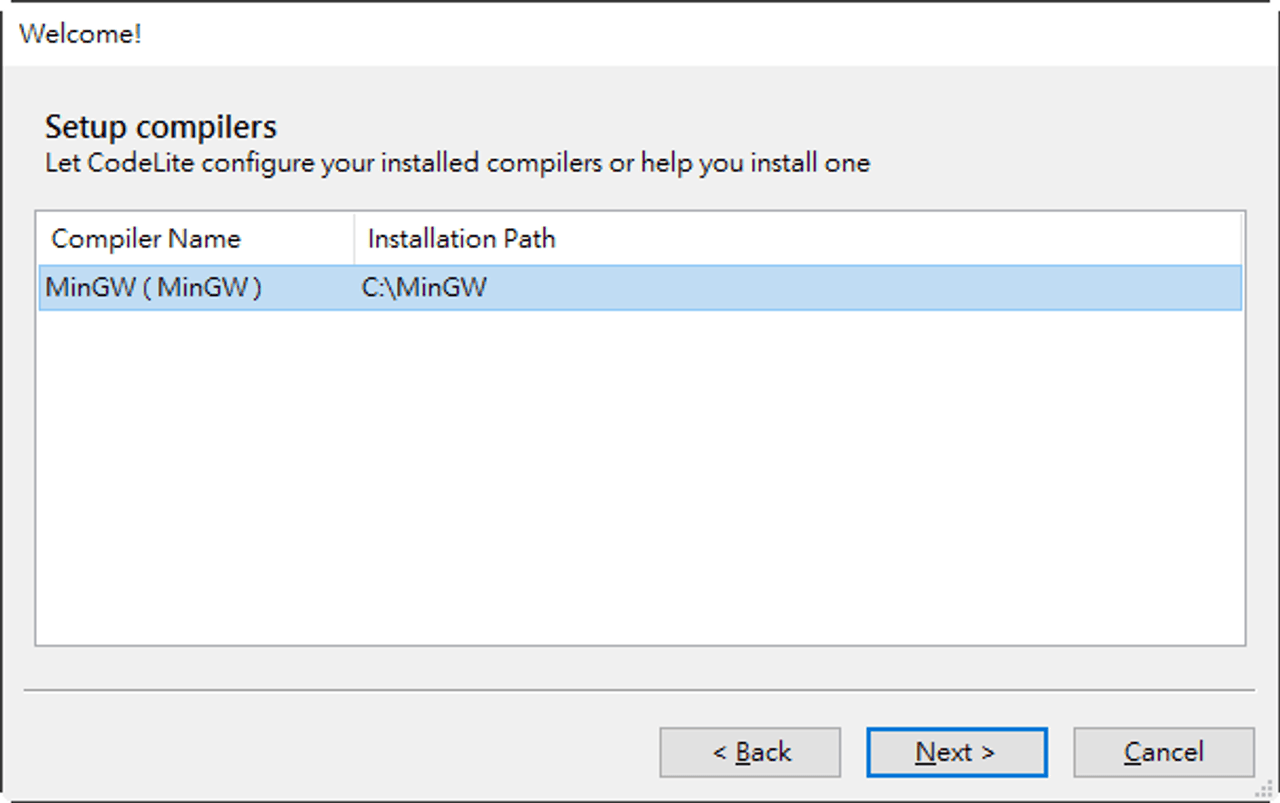 Welcome!
Setup compilers
Let CodeLite configure your installed compilers or help you install one
Compiler Name Installation Path
MinGW ( MinGW ) C:\MinGW
< Back Next > Cancel